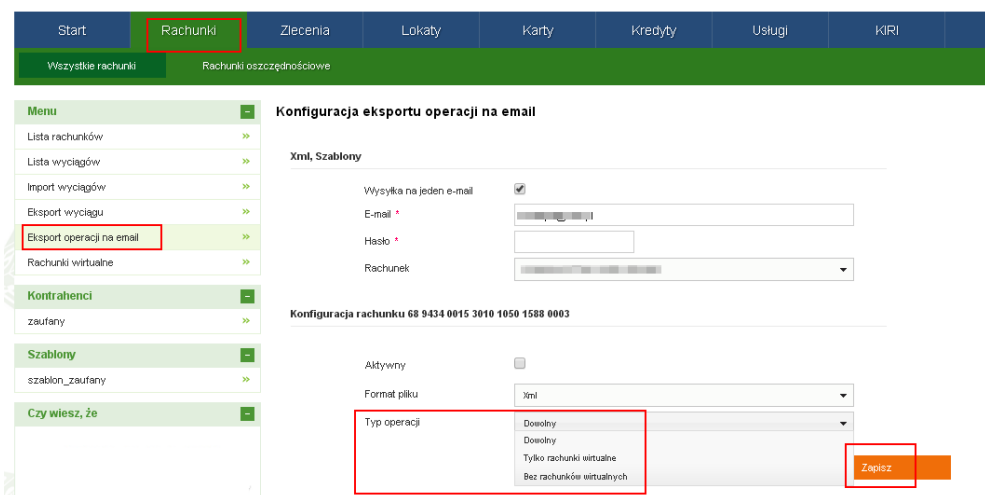 Start Rachunki Zlecenia Lokaty Karty Kredyty Usługi KIRI
Wszystkie rachunki Rachunki oszczędnościowe
Menu
Lista rachunków
Lista wyciągów
Import wyciągów
Eksport wyciągu
Eksport operacji na email
Rachunki wirtualne
Kontrahenci
zaufany
Szablony
szablon_zaufany
Czy wiesz, że
Konfiguracja eksportu operacji na email
Xml, Szablony
Wysyłka na jeden e-mail
E-mail *
Hasło *
Rachunek
Konfiguracja rachunku 68 9434 0015 3010 1050 1588 0003
Aktywny
Format pliku Xml
Typ operacji Dowolny
Dowolny
Tylko rachunki wirtualne
Bez rachunków wirtualnych
Zapisz